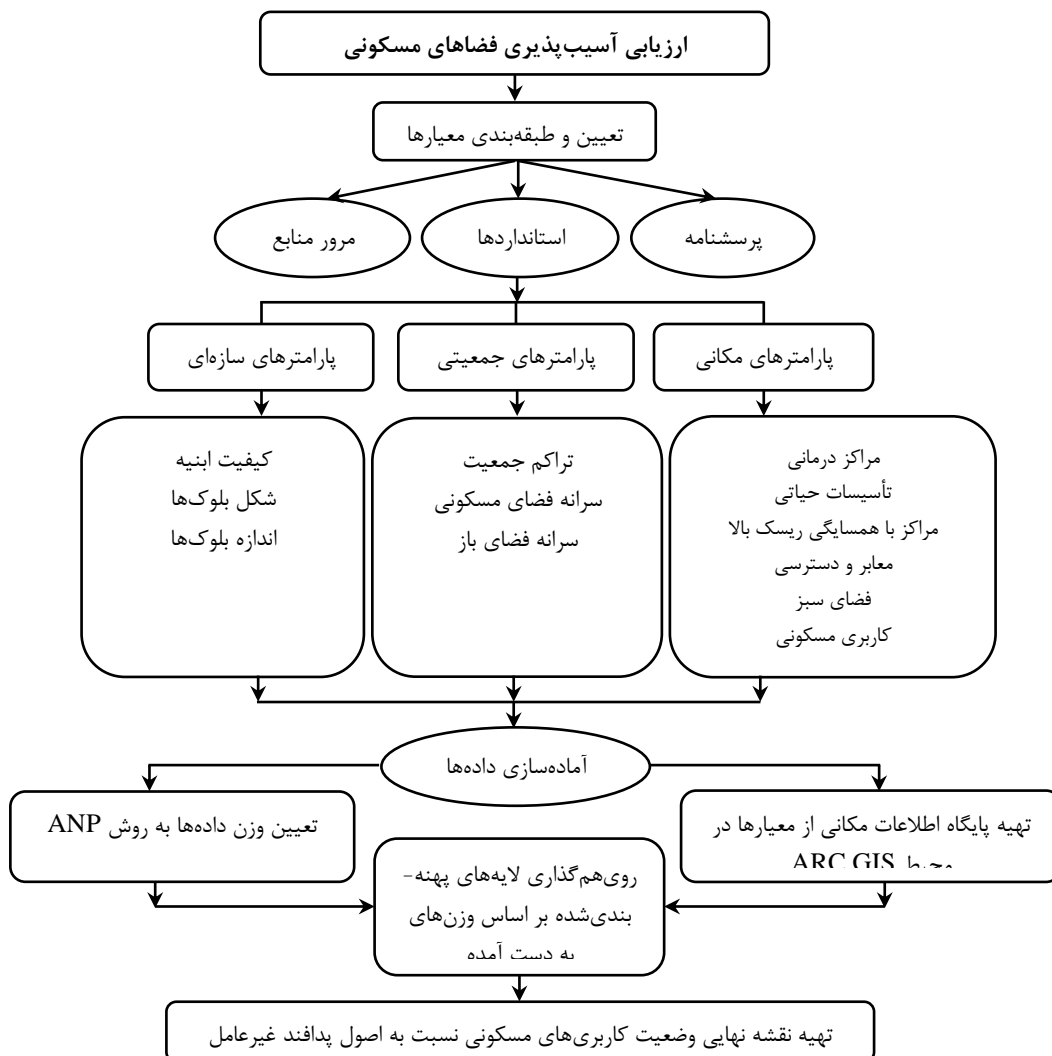 ارزیابی آسیب‌پذیری فضاهای مسکونی
تعیین و طبقه‌بندی معیارها
پرسشنامه
استانداردها
مرور منابع
پارامترهای مکانی
پارامترهای جمعیتی
پارامترهای سازه‌ای
مراکز درمانی
تأسیسات حیاتی
مراکز با همسایگی ریسک بالا
معابر و دسترسی
فضای سبز
کاربری مسکونی
تراکم جمعیت
سرانه فضای مسکونی
سرانه فضای باز
کیفیت ابنیه
شکل بلوک‌ها
اندازه بلوک‌ها
آماده‌سازی داده‌ها
تهیه پایگاه اطلاعات مکانی از معیارها در
محیط ARC GIS
تعیین وزن داده‌ها به روش ANP
روی‌هم‌گذاری لایه‌های پهنه-
بندی‌شده بر اساس وزن‌های
به دست آمده
تهیه نقشه نهایی وضعیت کاربری‌های مسکونی نسبت به اصول پدافند غیرعامل